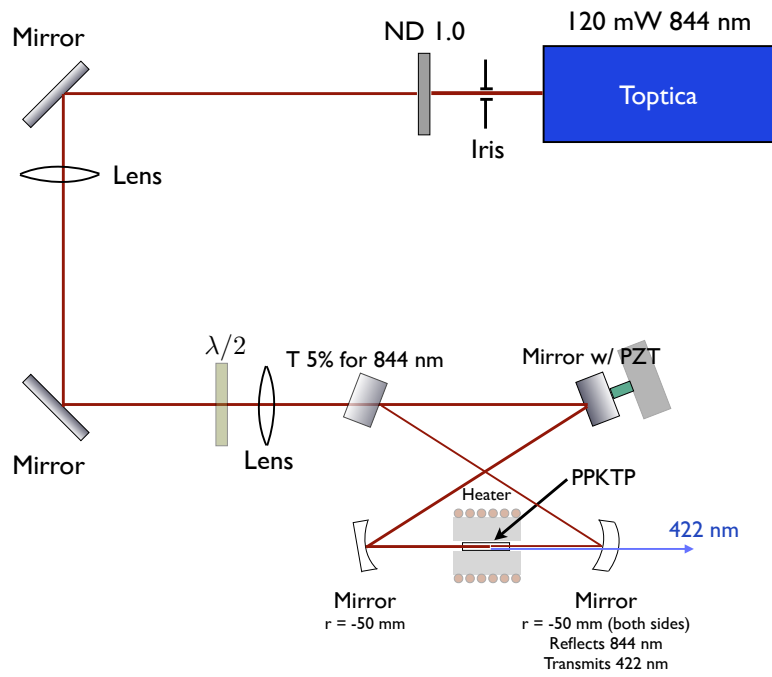 120 mW 844 nm
ND 1.0
Mirror
Toptica
Iris
Lens
λ/2
T 5% for 844 nm
Mirror w/ PZT
Lens
Mirror
Heater
PPKTP
422 nm
Mirror
r = -50 mm
Mirror
r = -50 mm (both sides)
Reflects 844 nm
Transmits 422 nm